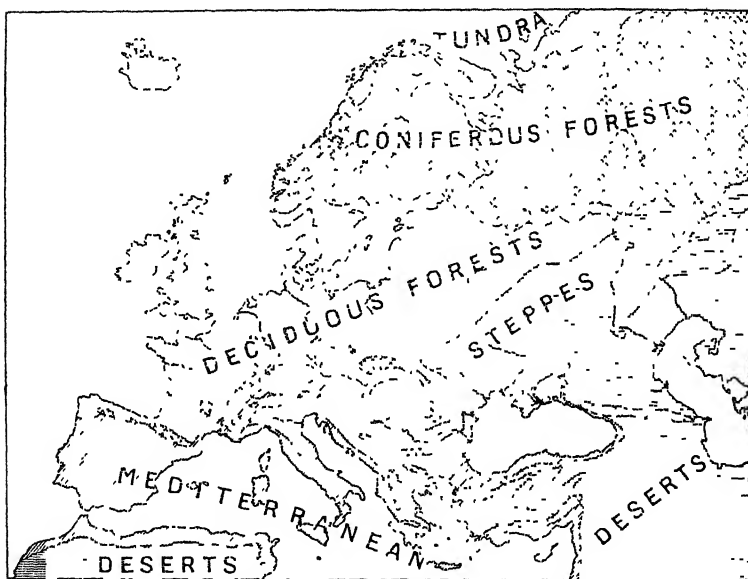 TUNDRA
CONIFEROUS FORESTS
DECIDUOUS FORESTS
STEPPES
MEDITERRANEAN
DESERTS
DESERTS